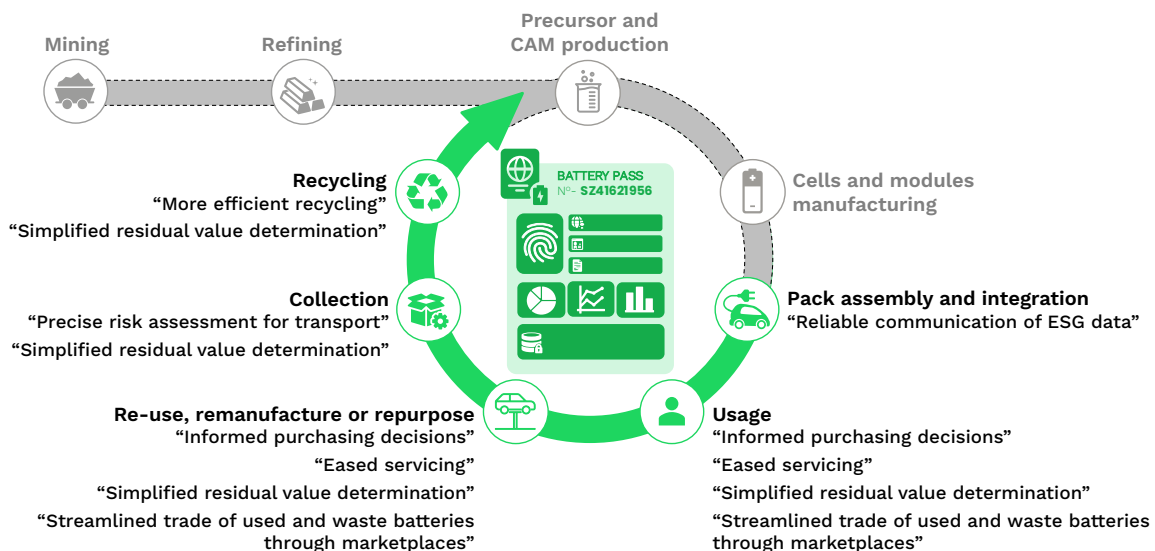 Mining
Refining
Precursor and
CAM production
BATTERY PASS
Nº- SZ41621956
Recycling
“More efficient recycling”
“Simplified residual value determination”
Cells and modules
manufacturing
Collection
“Precise risk assessment for transport”
“Simplified residual value determination”
Pack assembly and integration
“Reliable communication of ESG data”
Re-use, remanufacture or repurpose
“Informed purchasing decisions”
“Eased servicing”
“Simplified residual value determination”
“Streamlined trade of used and waste batteries
through marketplaces”
Usage
“Informed purchasing decisions”
“Eased servicing”
“Simplified residual value determination”
“Streamlined trade of used and waste batteries
through marketplaces”